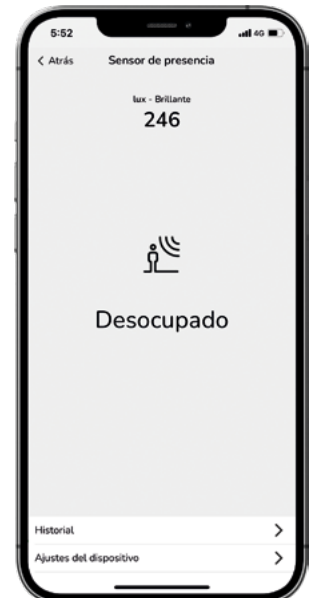 5:52
4G
Atrás Sensor de presencia
lux - Brillante
246
Desocupado
Historial
Ajustes del dispositivo